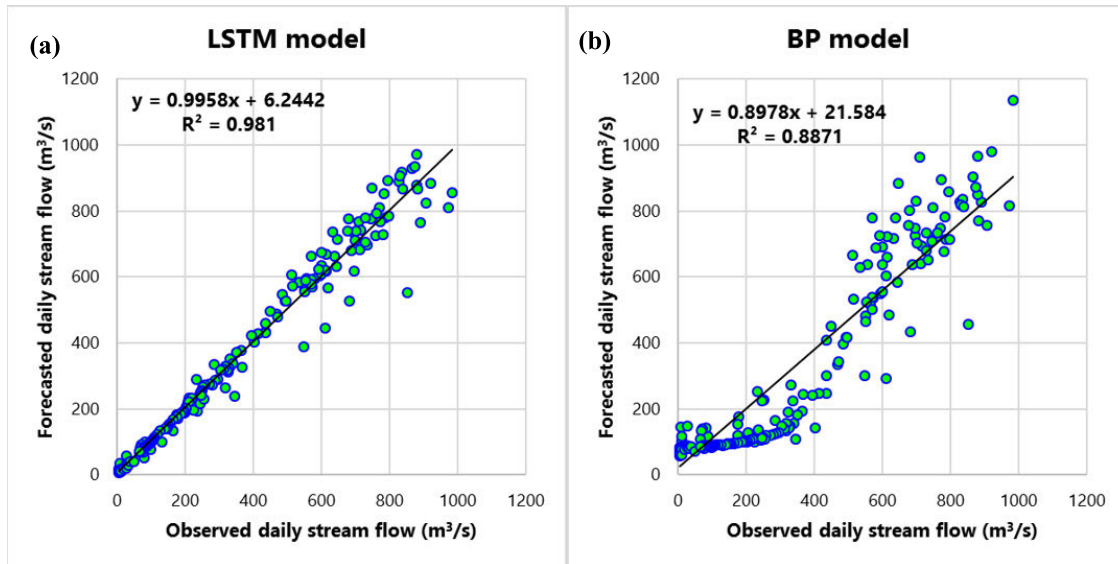 (a)
LSTM model
y = 0.9958x + 6.2442
R² = 0.981
Forecasted daily stream flow (m³/s)
1200
1000
800
600
400
200
0
0 200 400 600 800 1000 1200
Observed daily stream flow (m³/s)
(b)
BP model
y = 0.8978x + 21.584
R² = 0.8871
Forecasted daily stream flow (m³/s)
1200
1000
800
600
400
200
0
0 200 400 600 800 1000 1200
Observed daily stream flow (m³/s)